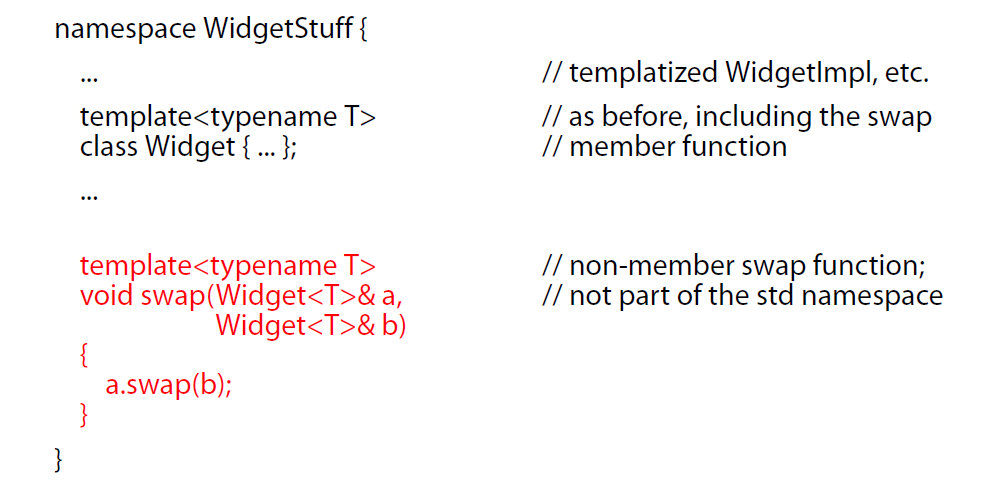 namespace WidgetStuff {
... // templatized WidgetImpl, etc.
template<typename T> // as before, including the swap
class Widget { ... }; // member function
...
template<typename T> // non-member swap function;
void swap(Widget<T>& a, // not part of the std namespace
Widget<T>& b)
{
a.swap(b);
}
}